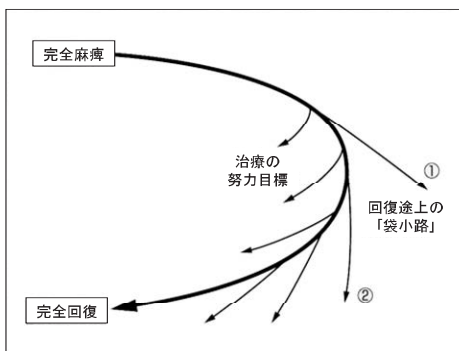 完全麻痺
治療の
努力目標
①
回復途上の
「袋小路」
②
完全回復